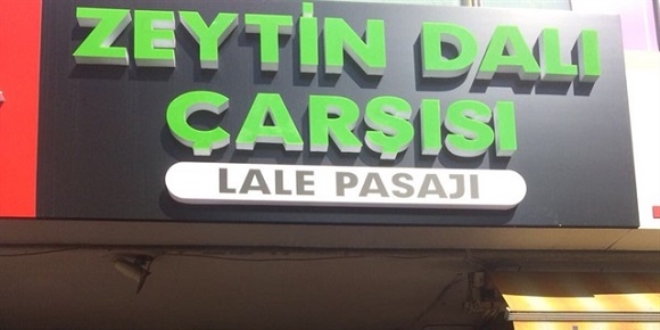 ZEYTİN DALI
ÇARŞISI
LALE PASAJI